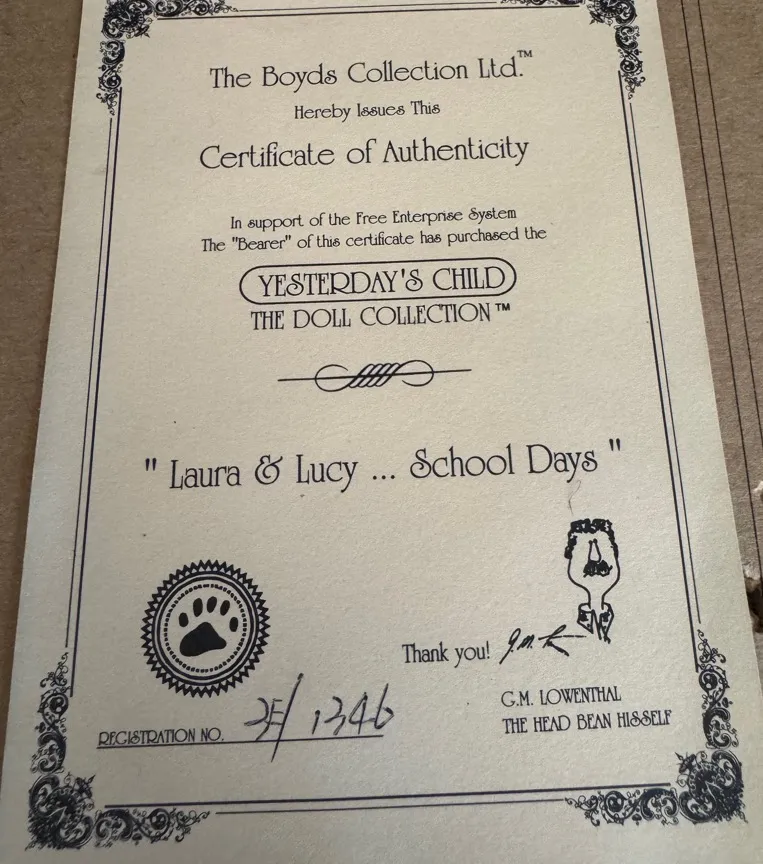 The Boyds Collection Ltd.™
Hereby Issues This
Certificate of Authenticity
In support of the Free Enterprise System
The "Bearer" of this certificate has purchased the
YESTERDAY'S CHILD
THE DOLL COLLECTION™
" Laura & Lucy ... School Days "
Thank you!
G.M. LOWENTHAL
THE HEAD BEAN HISSELF
REGISTRATION NO. 3E/1346